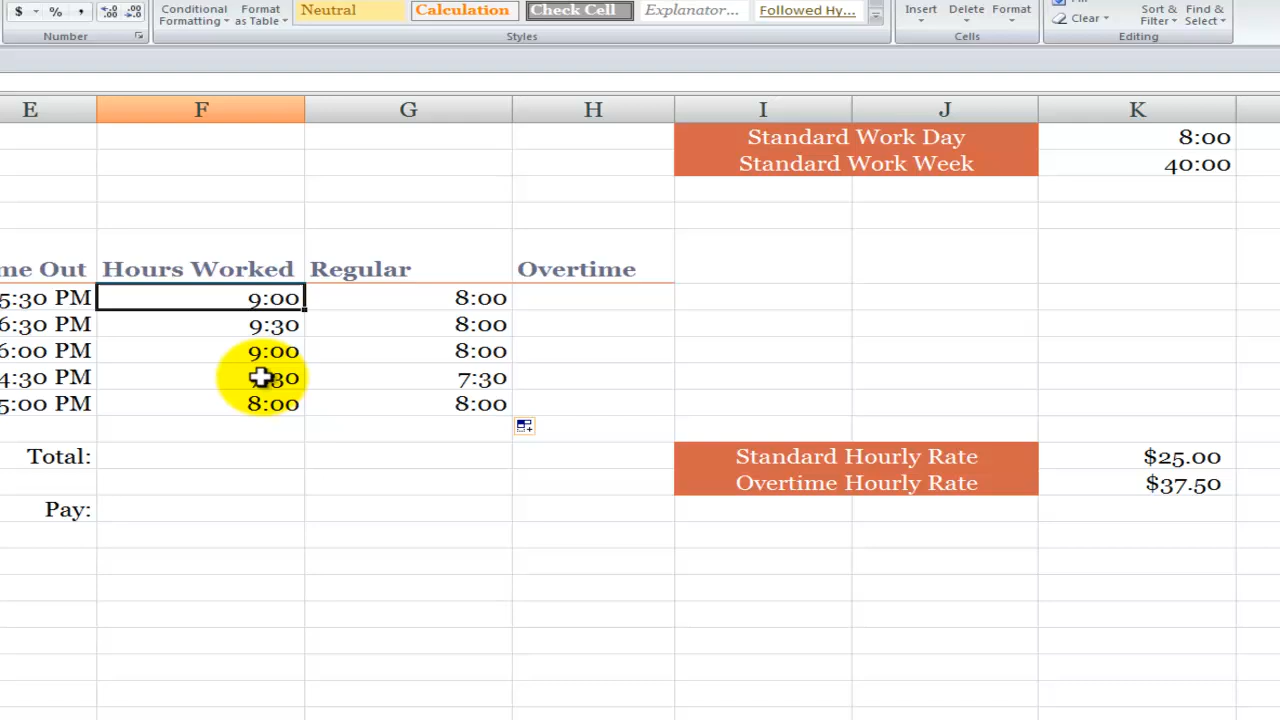 $ % , .00 .0
Conditional Formatting Format as Table Neutral Calculation Check Cell Explanator... Followed Hy... Insert Delete Format Clear Sort & Filter Find & Select
Number Styles Cells Editing
E F G H I J K
Standard Work Day 8:00
Standard Work Week 40:00
me Out Hours Worked Regular Overtime
5:30 PM 9:00 8:00
6:30 PM 9:30 8:00
6:00 PM 9:00 8:00
4:30 PM 7:30
5:00 PM 8:00 8:00
Total: Standard Hourly Rate $25.00
Overtime Hourly Rate $37.50
Pay: